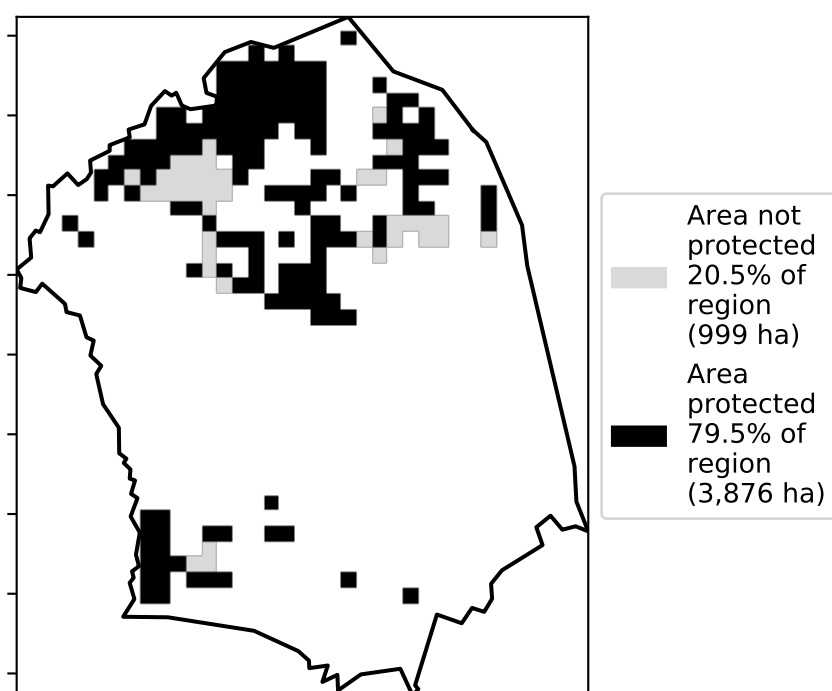 Area not
protected
20.5% of
region
(999 ha)
Area
protected
79.5% of
region
(3,876 ha)